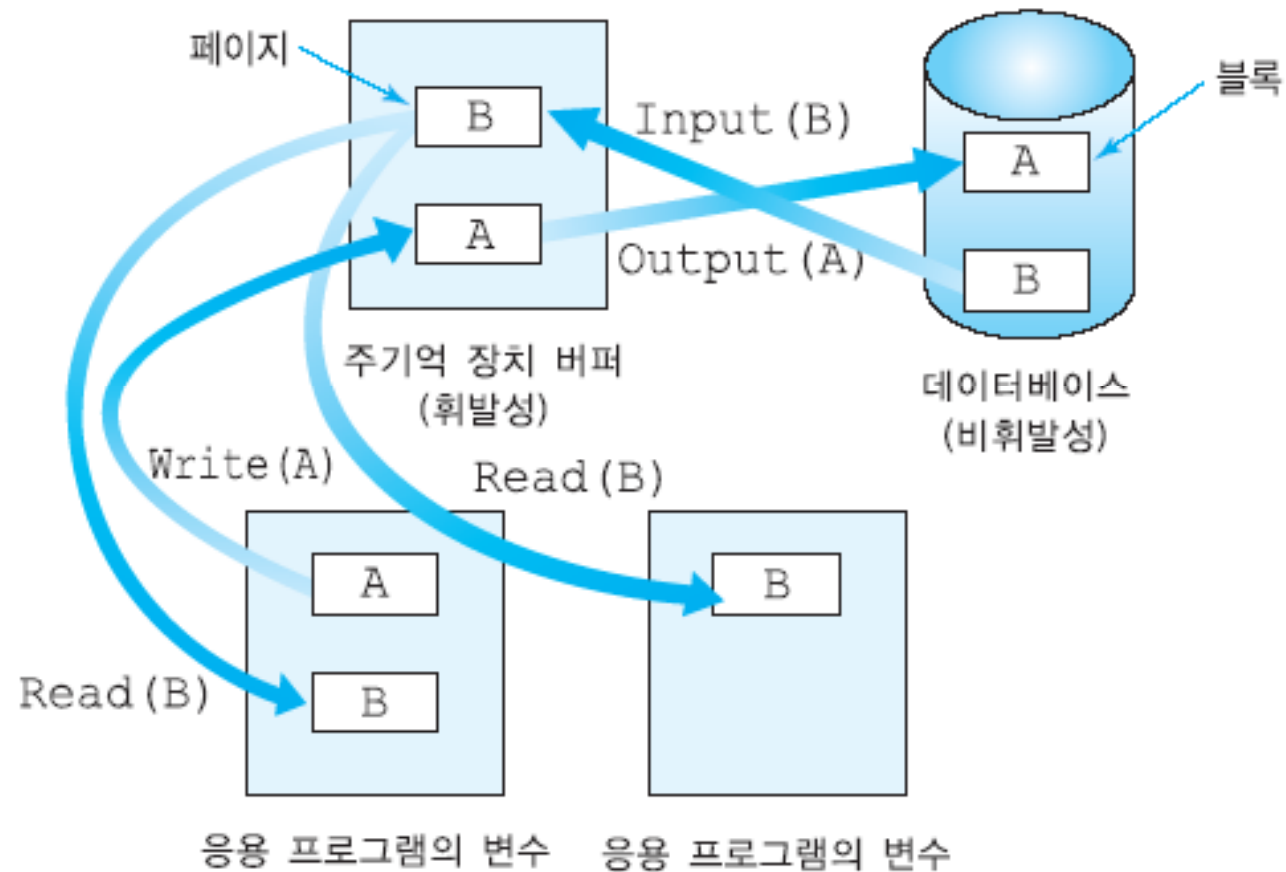 페이지
블록
B
Input(B)
A
A
Output(A)
B
주기억 장치 버퍼
(휘발성)
데이터베이스
(비휘발성)
Write(A)
Read(B)
A
B
Read(B)
B
응용 프로그램의 변수
응용 프로그램의 변수